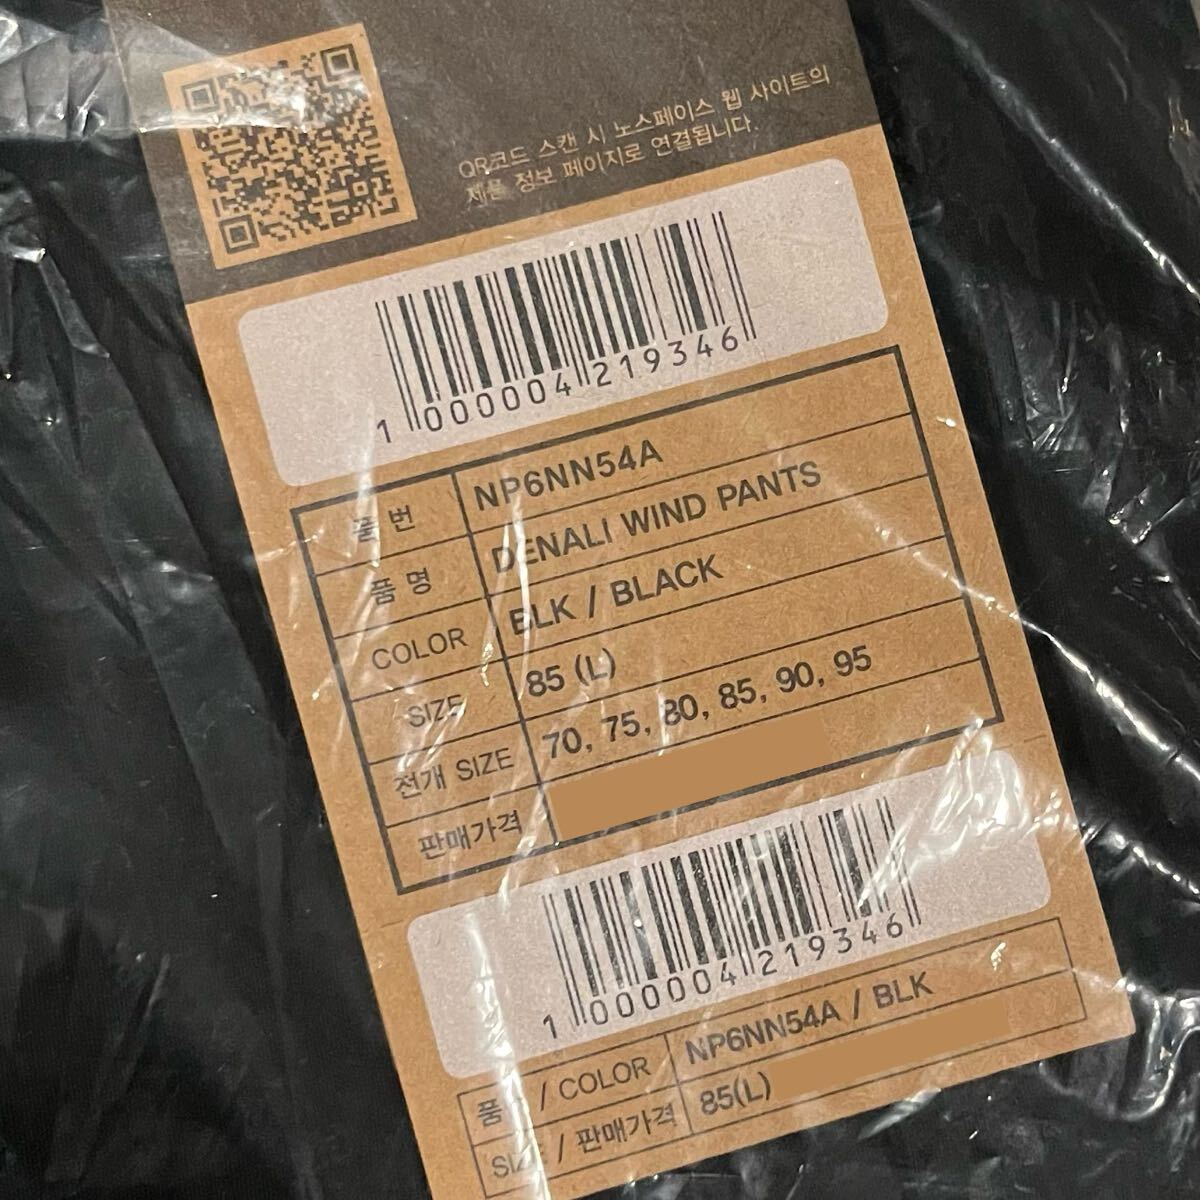 QR코드 스캔 시 노스페이스 웹 사이트의
제품 정보 페이지로 연결됩니다.
1 000004 219346
품 번 NP6NN54A
품 명 DENALI WIND PANTS
COLOR BLK / BLACK
SIZE 85 (L)
전개 SIZE 70, 75, 80, 85, 90, 95
판매가격
1 000004 219346
품 / COLOR NP6NN54A / BLK
SIZE / 판매가격 85(L)